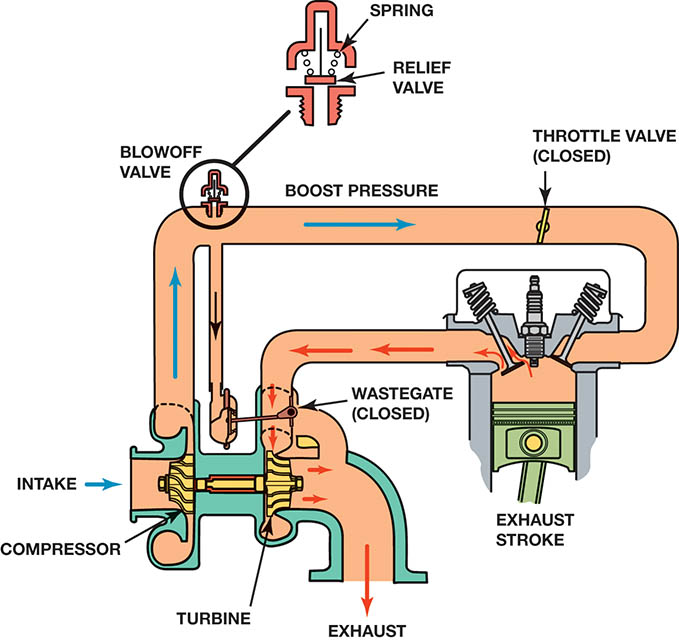 SPRING
RELIEF
VALVE
BLOWOFF
VALVE
THROTTLE VALVE
(CLOSED)
BOOST PRESSURE
WASTEGATE
(CLOSED)
INTAKE
COMPRESSOR
EXHAUST
STROKE
TURBINE
EXHAUST